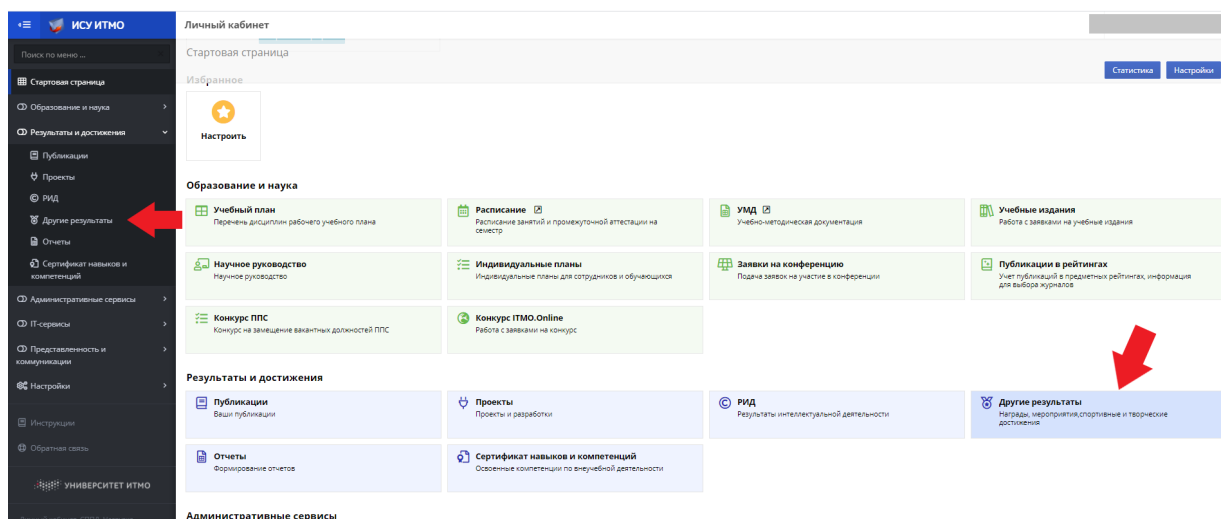 ИСУ ИТМО
Личный кабинет
Поиск по меню ...
Стартовая страница
Образование и наука
Результаты и достижения
Публикации
Проекты
РИД
Другие результаты
Отчеты
Сертификат навыков и
компетенций
Административные сервисы
IT-сервисы
Представленность и
коммуникации
Настройки
Инструкции
Обратная связь
УНИВЕРСИТЕТ ИТМО
Стартовая страница
Статистика
Настройки
Избранное
Настроить
Образование и наука
Учебный план
Перечень дисциплин рабочего учебного плана
Расписание
Расписание занятий и промежуточной аттестации на
семестр
УМД
Учебно-методическая документация
Учебные издания
Работа с заявками на учебные издания
Научное руководство
Научное руководство
Индивидуальные планы
Индивидуальные планы для сотрудников и обучающихся
Заявки на конференцию
Подача заявок на участие в конференции
Публикации в рейтингах
Учет публикаций в предметных рейтингах, информация
для выбора журналов
Конкурс ППС
Конкурс на замещение вакантных должностей ППС
Конкурс ITMO.Online
Работа с заявками на конкурс
Результаты и достижения
Публикации
Ваши публикации
Проекты
Проекты и разработки
РИД
Результаты интеллектуальной деятельности
Другие результаты
Награды, мероприятия,спортивные и творческие
достижения
Отчеты
Формирование отчетов
Сертификат навыков и компетенций
Освоенные компетенции по внеучебной деятельности
Административные сервисы